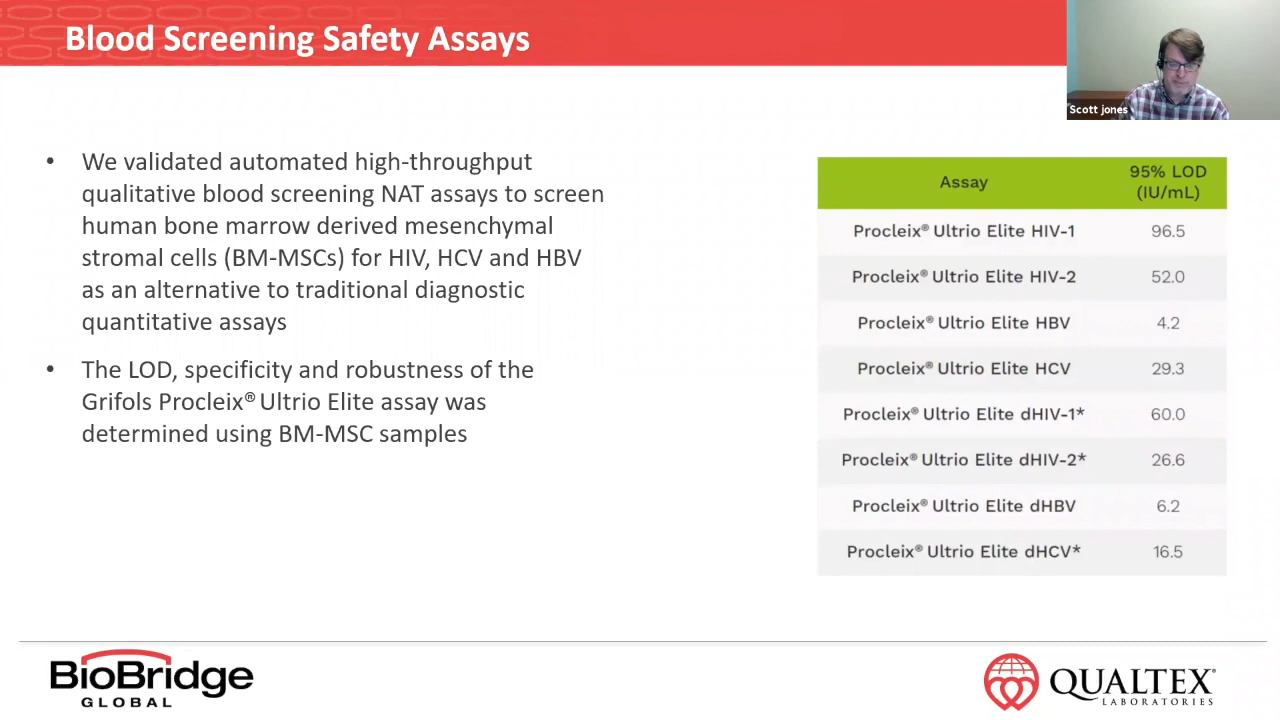 Blood Screening Safety Assays
Scott jones
• We validated automated high-throughput
qualitative blood screening NAT assays to screen
human bone marrow derived mesenchymal
stromal cells (BM-MSCs) for HIV, HCV and HBV
as an alternative to traditional diagnostic
quantitative assays
• The LOD, specificity and robustness of the
Grifols Procleix® Ultrio Elite assay was
determined using BM-MSC samples
Assay 95% LOD (IU/mL)
Procleix® Ultrio Elite HIV-1 96.5
Procleix® Ultrio Elite HIV-2 52.0
Procleix® Ultrio Elite HBV 4.2
Procleix® Ultrio Elite HCV 29.3
Procleix® Ultrio Elite dHIV-1* 60.0
Procleix® Ultrio Elite dHIV-2* 26.6
Procleix® Ultrio Elite dHBV 6.2
Procleix® Ultrio Elite dHCV* 16.5
BioBridge
GLOBAL
QUALTEX®
LABORATORIES